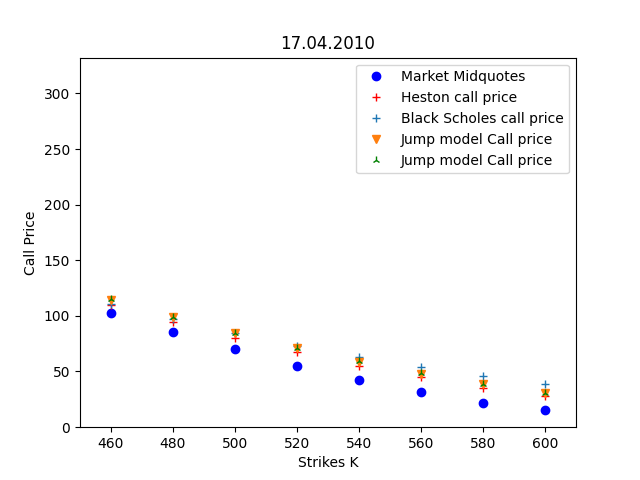 17.04.2010
Market Midquotes
Heston call price
Black Scholes call price
Jump model Call price
Jump model Call price
Call Price
300
250
200
150
100
50
0
460 480 500 520 540 560 580 600
Strikes K